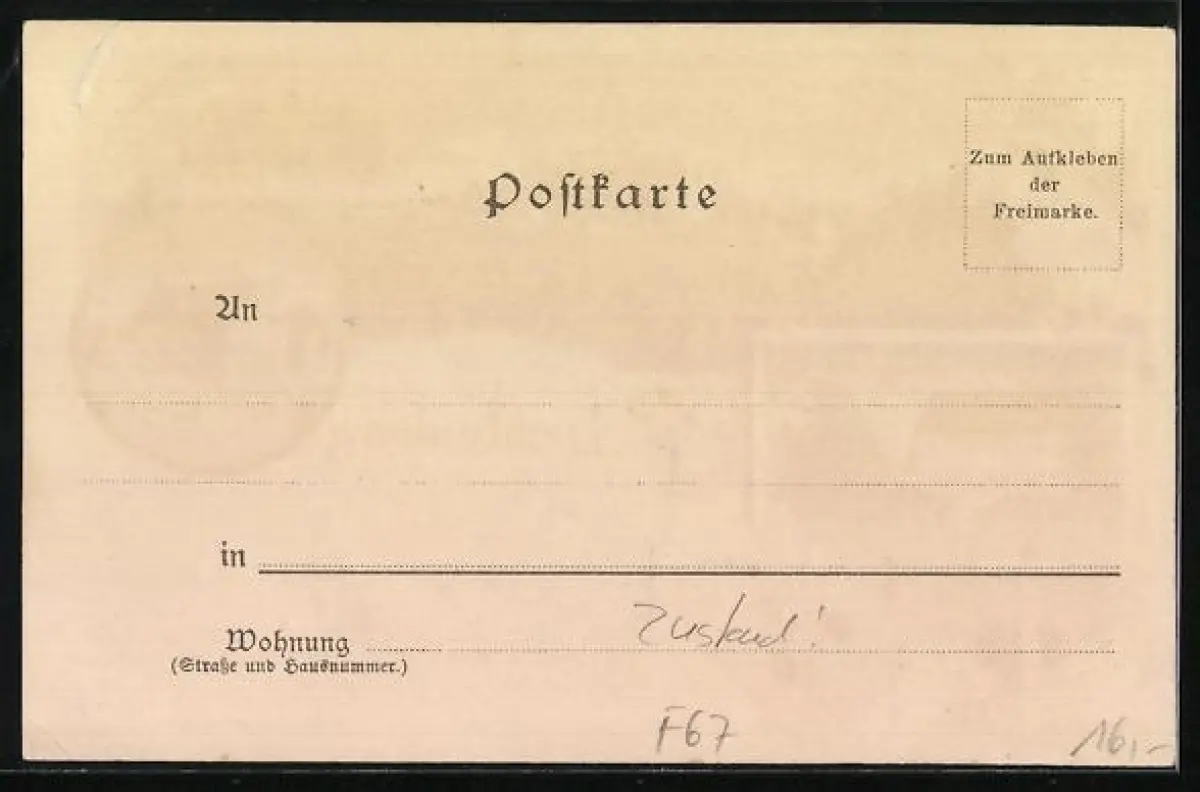 Zum Aufkleben
der
Freimarke.
Poſtkarte
An
in
Wohnung
(Straße und Hausnummer.)
Zustand!
F67
16,-